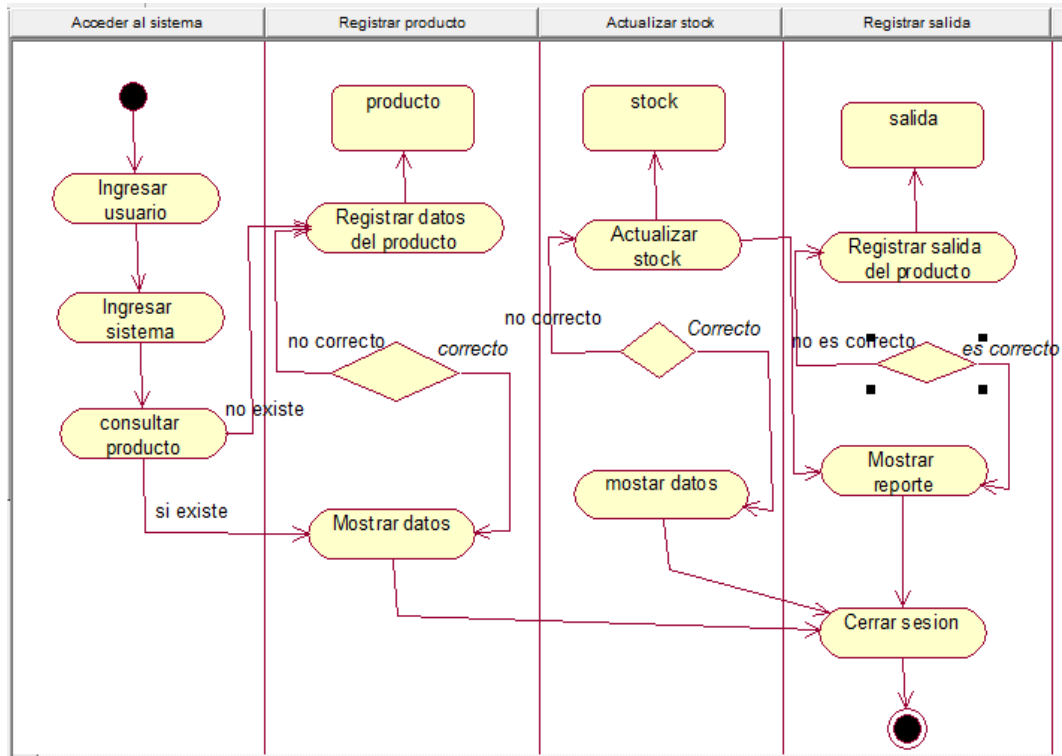 Acceder al sistema
Registrar producto
Actualizar stock
Registrar salida
producto
stock
salida
Ingresar
usuario
Registrar datos
del producto
Actualizar
stock
Registrar salida
del producto
Ingresar
sistema
no correcto
correcto
no correcto
Correcto
no es correcto
es correcto
consultar
producto
no existe
si existe
Mostrar datos
mostar datos
Mostrar
reporte
Cerrar sesion